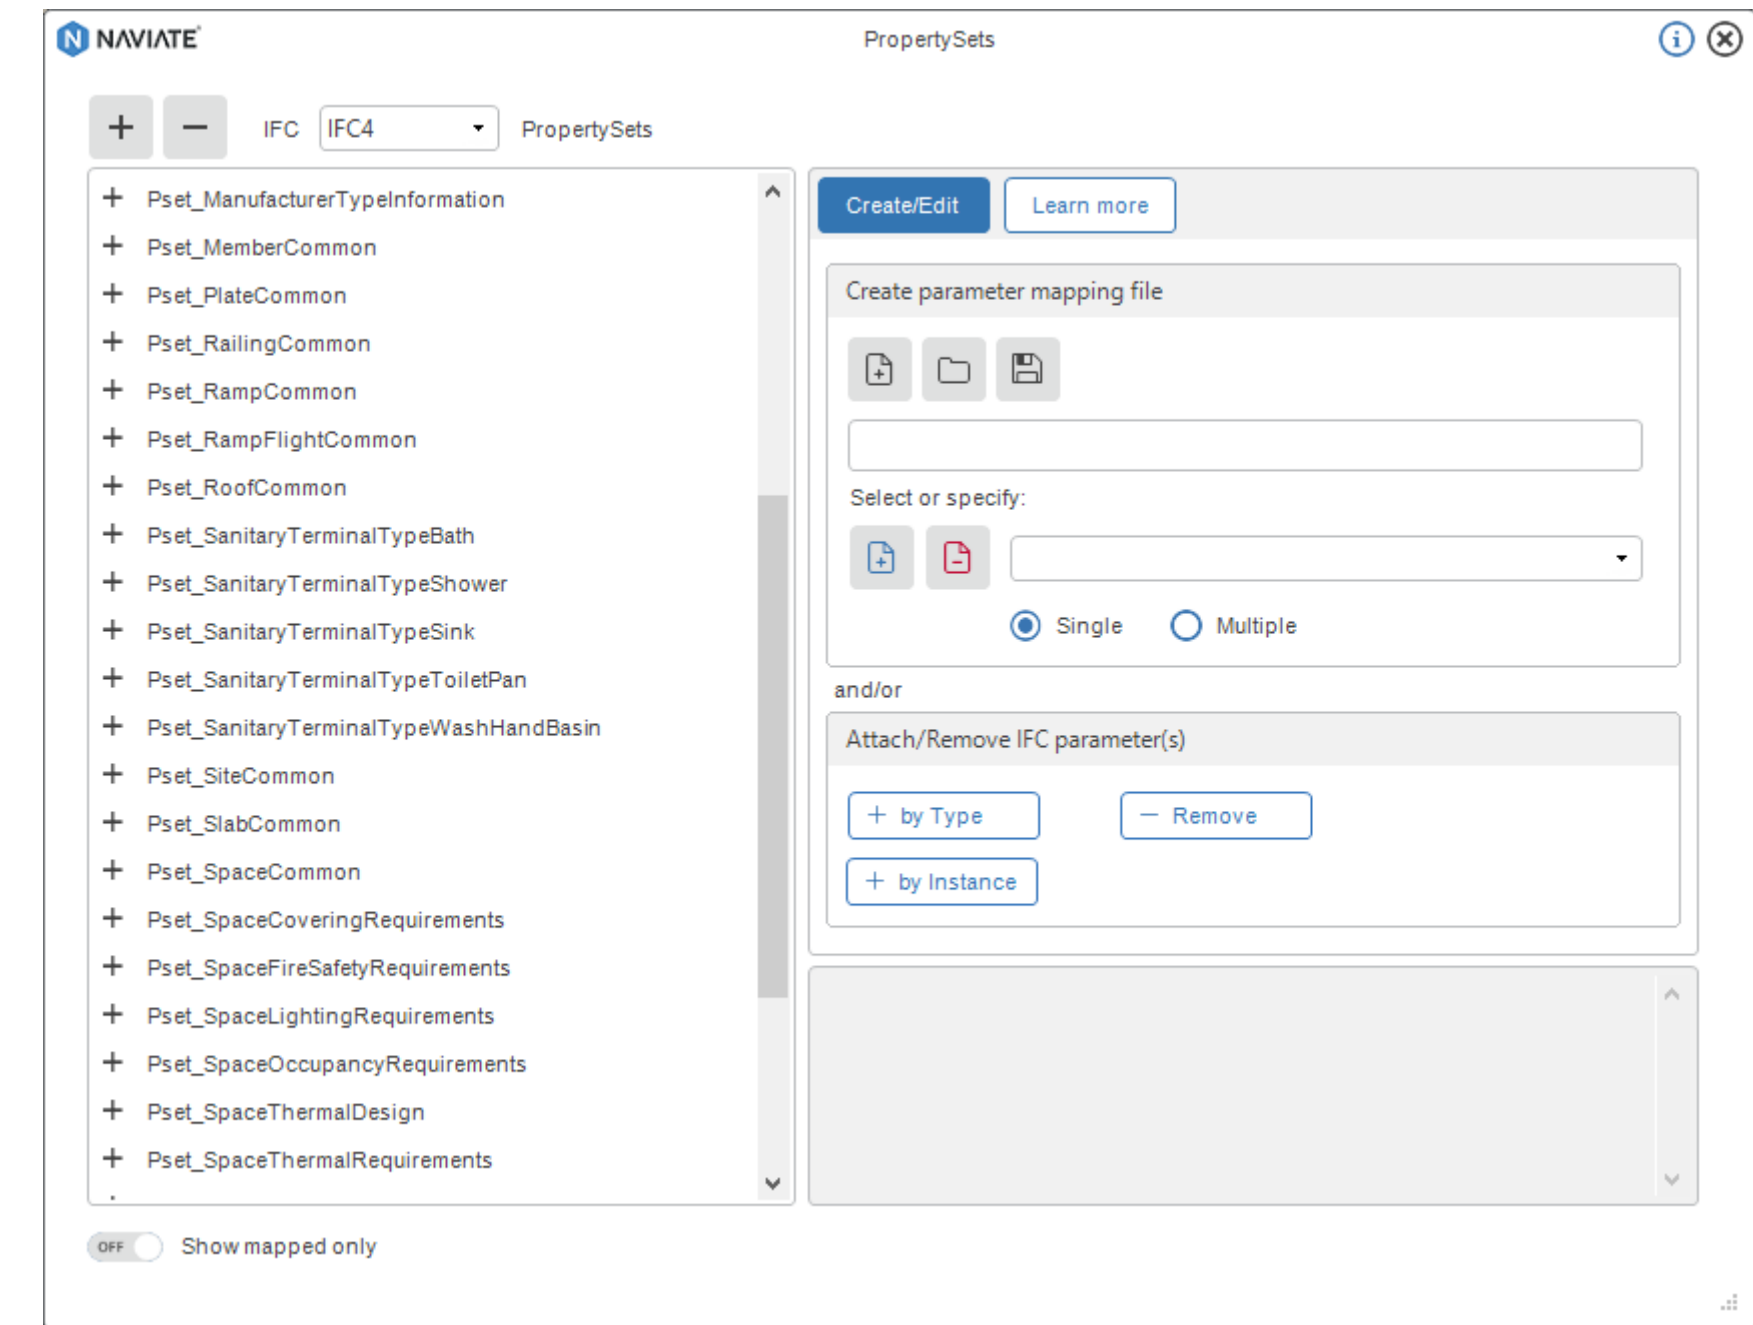 NAVIATE
PropertySets
IFC IFC4 PropertySets
Pset_ManufacturerTypeInformation
Pset_MemberCommon
Pset_PlateCommon
Pset_RailingCommon
Pset_RampCommon
Pset_RampFlightCommon
Pset_RoofCommon
Pset_SanitaryTerminalTypeBath
Pset_SanitaryTerminalTypeShower
Pset_SanitaryTerminalTypeSink
Pset_SanitaryTerminalTypeToiletPan
Pset_SanitaryTerminalTypeWashHandBasin
Pset_SiteCommon
Pset_SlabCommon
Pset_SpaceCommon
Pset_SpaceCoveringRequirements
Pset_SpaceFireSafetyRequirements
Pset_SpaceLightingRequirements
Pset_SpaceOccupancyRequirements
Pset_SpaceThermalDesign
Pset_SpaceThermalRequirements
OFF Show mapped only
Create/Edit Learn more
Create parameter mapping file
Select or specify:
Single Multiple
and/or
Attach/Remove IFC parameter(s)
+ by Type − Remove
+ by Instance